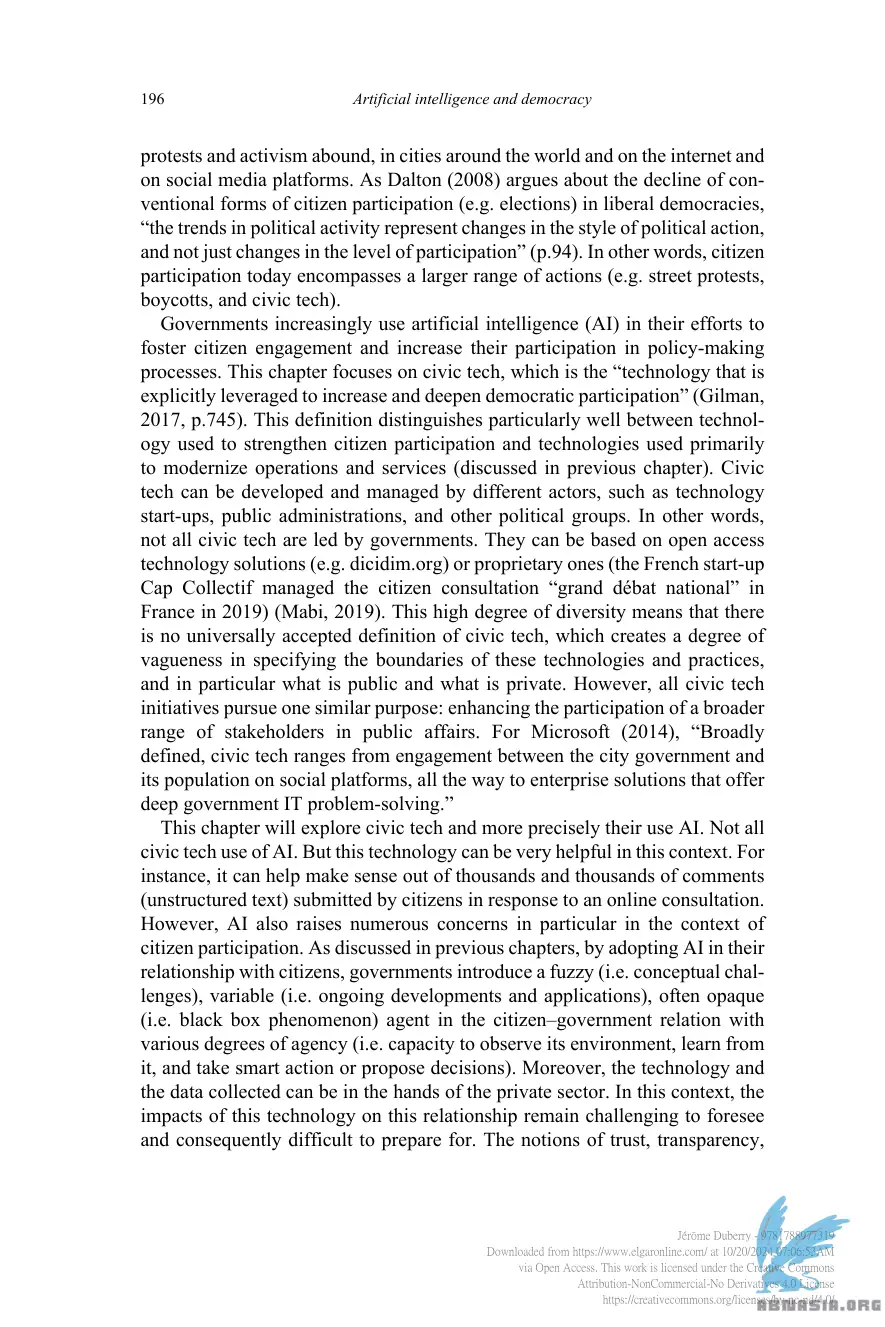 196
Artificial intelligence and democracy
protests and activism abound, in cities around the world and on the internet and
on social media platforms. As Dalton (2008) argues about the decline of con-
ventional forms of citizen participation (e.g. elections) in liberal democracies,
“the trends in political activity represent changes in the style of political action,
and not just changes in the level of participation” (p.94). In other words, citizen
participation today encompasses a larger range of actions (e.g. street protests,
boycotts, and civic tech).
Governments increasingly use artificial intelligence (AI) in their efforts to
foster citizen engagement and increase their participation in policy-making
processes. This chapter focuses on civic tech, which is the “technology that is
explicitly leveraged to increase and deepen democratic participation” (Gilman,
2017, p.745). This definition distinguishes particularly well between technol-
ogy used to strengthen citizen participation and technologies used primarily
to modernize operations and services (discussed in previous chapter). Civic
tech can be developed and managed by different actors, such as technology
start-ups, public administrations, and other political groups. In other words,
not all civic tech are led by governments. They can be based on open access
technology solutions (e.g. dicidim.org) or proprietary ones (the French start-up
Cap Collectif managed the citizen consultation “grand débat national” in
France in 2019) (Mabi, 2019). This high degree of diversity means that there
is no universally accepted definition of civic tech, which creates a degree of
vagueness in specifying the boundaries of these technologies and practices,
and in particular what is public and what is private. However, all civic tech
initiatives pursue one similar purpose: enhancing the participation of a broader
range of stakeholders in public affairs. For Microsoft (2014), “Broadly
defined, civic tech ranges from engagement between the city government and
its population on social platforms, all the way to enterprise solutions that offer
deep government IT problem-solving.”
This chapter will explore civic tech and more precisely their use AI. Not all
civic tech use of AI. But this technology can be very helpful in this context. For
instance, it can help make sense out of thousands and thousands of comments
(unstructured text) submitted by citizens in response to an online consultation.
However, AI also raises numerous concerns in particular in the context of
citizen participation. As discussed in previous chapters, by adopting AI in their
relationship with citizens, governments introduce a fuzzy (i.e. conceptual chal-
lenges), variable (i.e. ongoing developments and applications), often opaque
(i.e. black box phenomenon) agent in the citizen–government relation with
various degrees of agency (i.e. capacity to observe its environment, learn from
it, and take smart action or propose decisions). Moreover, the technology and
the data collected can be in the hands of the private sector. In this context, the
impacts of this technology on this relationship remain challenging to foresee
and consequently difficult to prepare for. The notions of trust, transparency,
Jérôme Duberry - 9781788977319
Downloaded from https://www.elgaronline.com/ at 10/20/2024 07:06:52AM
via Open Access. This work is licensed under the Creative Commons
Attribution-NonCommercial-No Derivatives 4.0 License
https://creativecommons.org/licenses/by-nc-nd/4.0/
ABTWASIA.ORG